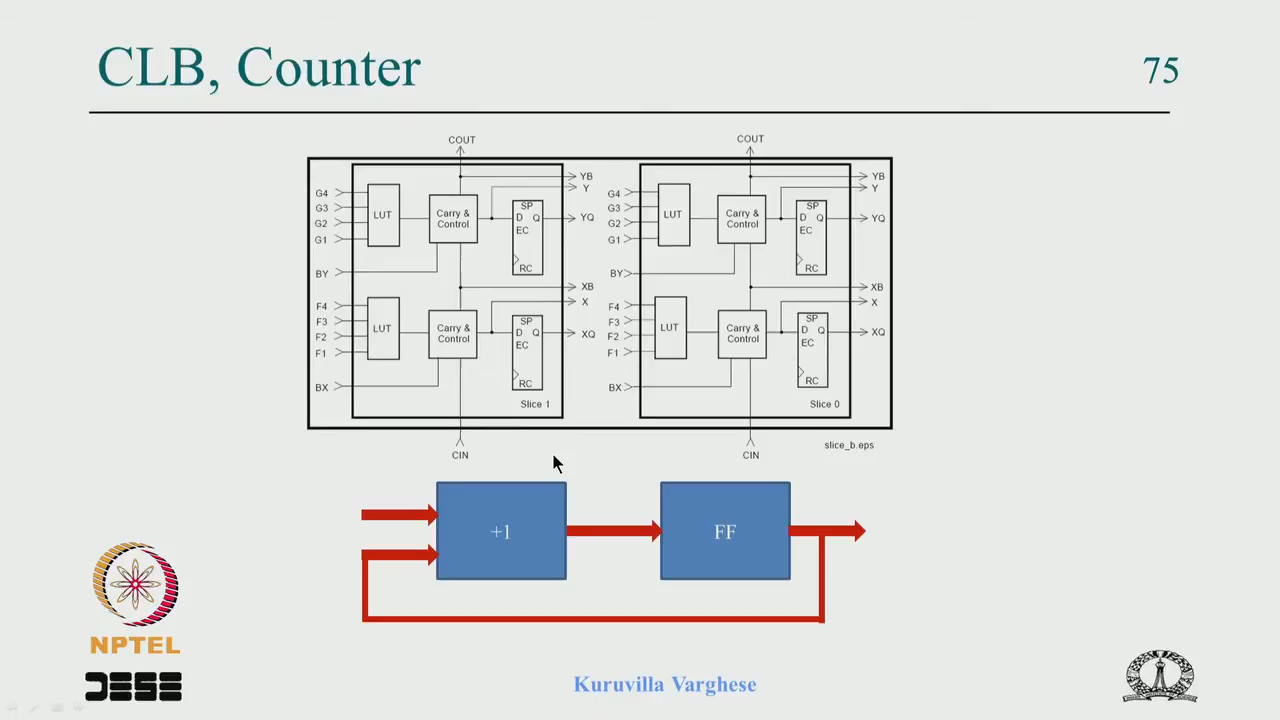 CLB, Counter
75
COUT
COUT
YB
Y
G4
G3
G2
G1
LUT
Carry &
Control
SP
D Q
EC
RC
YQ
BY
XB
X
F4
F3
F2
F1
LUT
Carry &
Control
SP
D Q
EC
RC
XQ
BX
Slice 1
CIN
YB
Y
G4
G3
G2
G1
LUT
Carry &
Control
SP
D Q
EC
RC
YQ
BY
XB
X
F4
F3
F2
F1
LUT
Carry &
Control
SP
D Q
EC
RC
XQ
BX
Slice 0
CIN
slice_b.eps
+1
FF
NPTEL
DESE
Kuruvilla Varghese